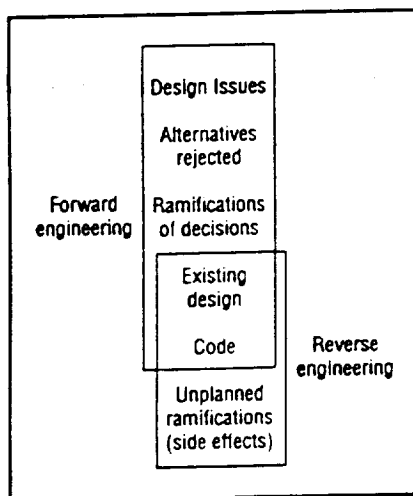 Design Issues
Alternatives
rejected
Forward
engineering
Ramifications
of decisions
Existing
design
Code
Reverse
engineering
Unplanned
ramifications
(side effects)